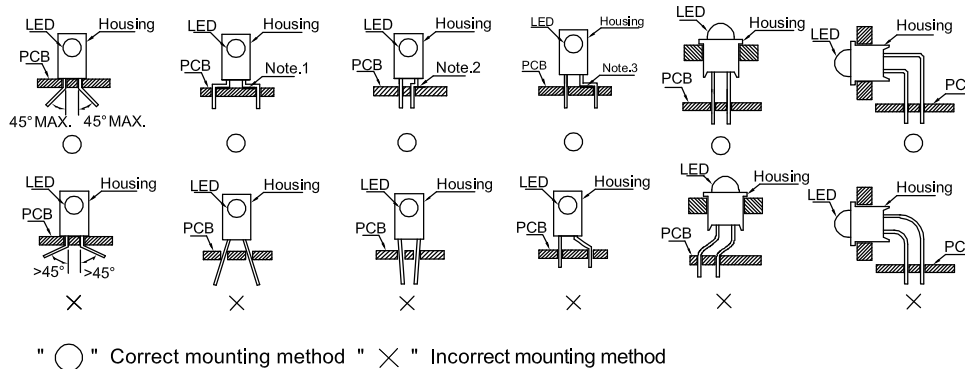 LED Housing LED Housing LED Housing LED Housing LED Housing LED Housing
PCB PCB Note.1 PCB Note.2 PCB Note.3 PCB PC
45°MAX. 45°MAX.
LED Housing LED Housing LED Housing LED Housing LED Housing LED Housing
PCB PCB PCB PCB PCB PC
>45° >45°
" ◯ " Correct mounting method " ✕ " Incorrect mounting method